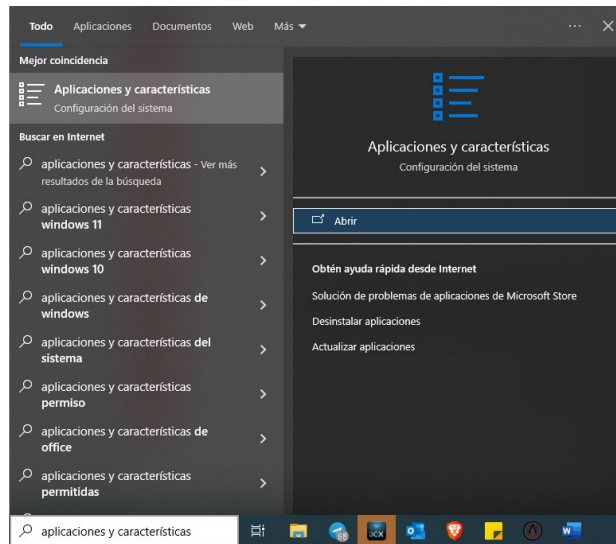 Todo Aplicaciones Documentos Web Más
Mejor coincidencia
Aplicaciones y características
Configuración del sistema
Buscar en Internet
aplicaciones y características - Ver más
resultados de la búsqueda
aplicaciones y características
windows 11
aplicaciones y características
windows 10
aplicaciones y características de
windows
aplicaciones y características del
sistema
aplicaciones y características
permiso
aplicaciones y características de
office
aplicaciones y características
permitidas
Aplicaciones y características
Configuración del sistema
Abrir
Obtén ayuda rápida desde Internet
Solución de problemas de aplicaciones de Microsoft Store
Desinstalar aplicaciones
Actualizar aplicaciones
aplicaciones y características
68
3CX